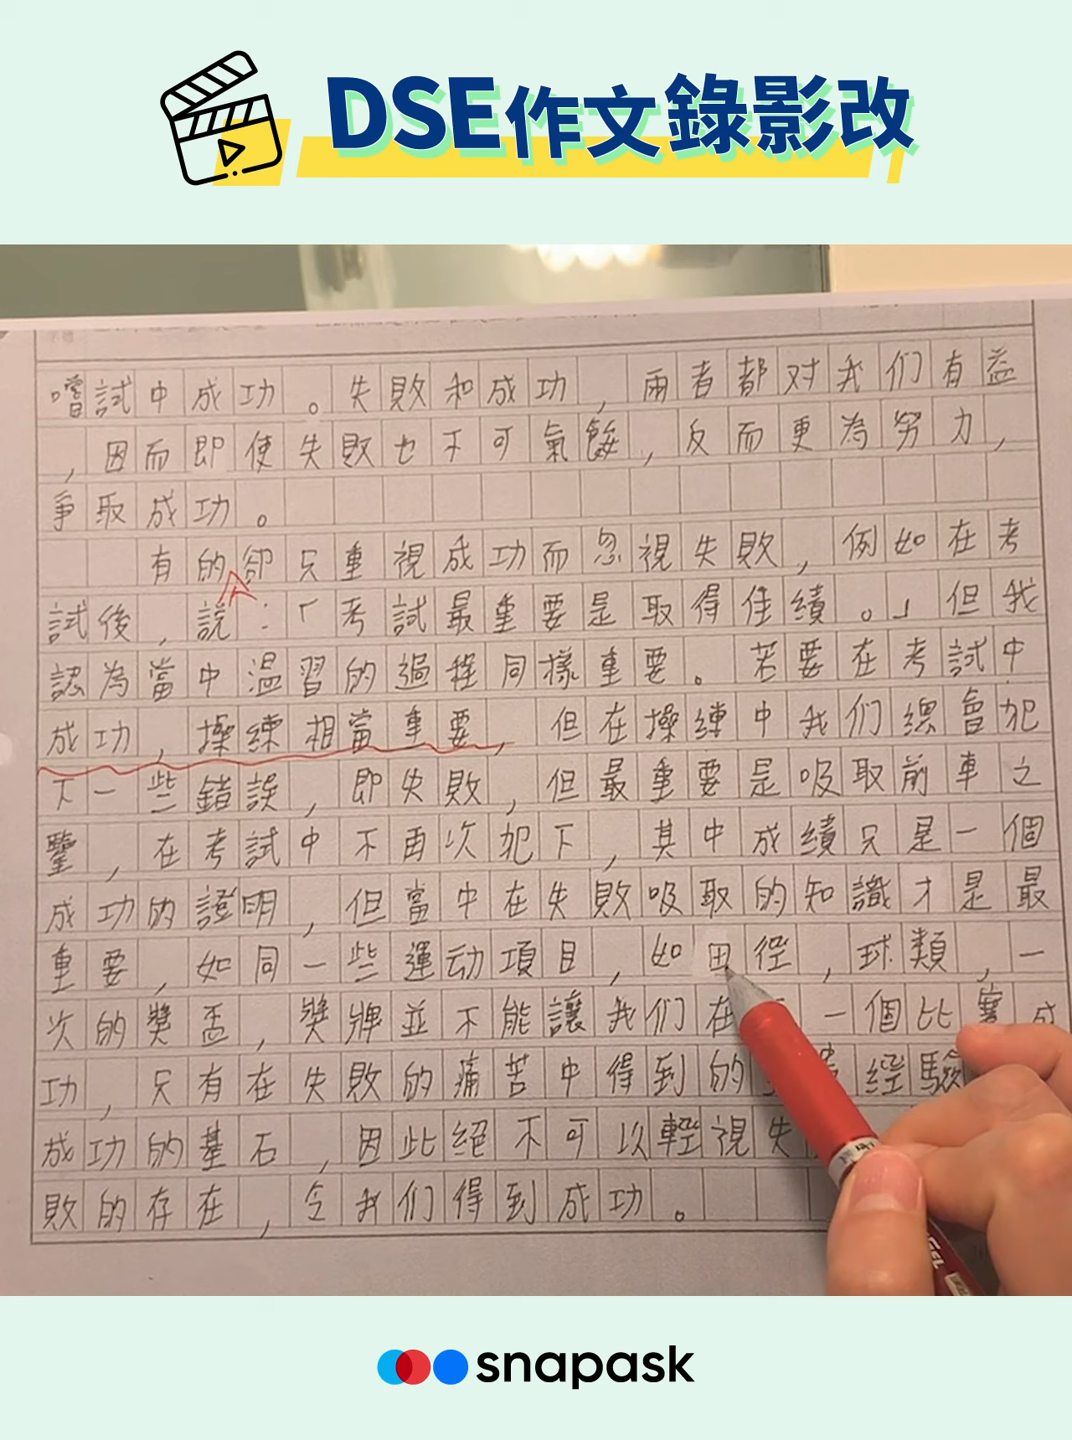 DSE作文錄影改
嚐試中成功。失敗和成功，兩者都对我们有益
，因而即使失敗也不可氣餒，反而更為努力，
爭取成功。
有的卻只重視成功而忽視失敗，例如在考
試後，說：「考試最重要是取得佳績。」但我
認為當中温習的過程同樣重要。若要在考試中
成功，操練相當重要，但在操練中我们總會犯
下一些錯誤，即失敗，但最重要是吸取前車之
鑒，在考試中不再次犯下，其中成績只是一個
成功的證明，但當中在失敗吸取的知識才是最
重要，如同一些運动項目，如田徑，球類，一
次的獎盃，獎牌並不能讓我们在 一個比賽成
功，只有在失敗的痛苦中得到的 經驗
成功的基石，因此絕不可以輕視失
敗的存在，令我们得到成功。
snapask